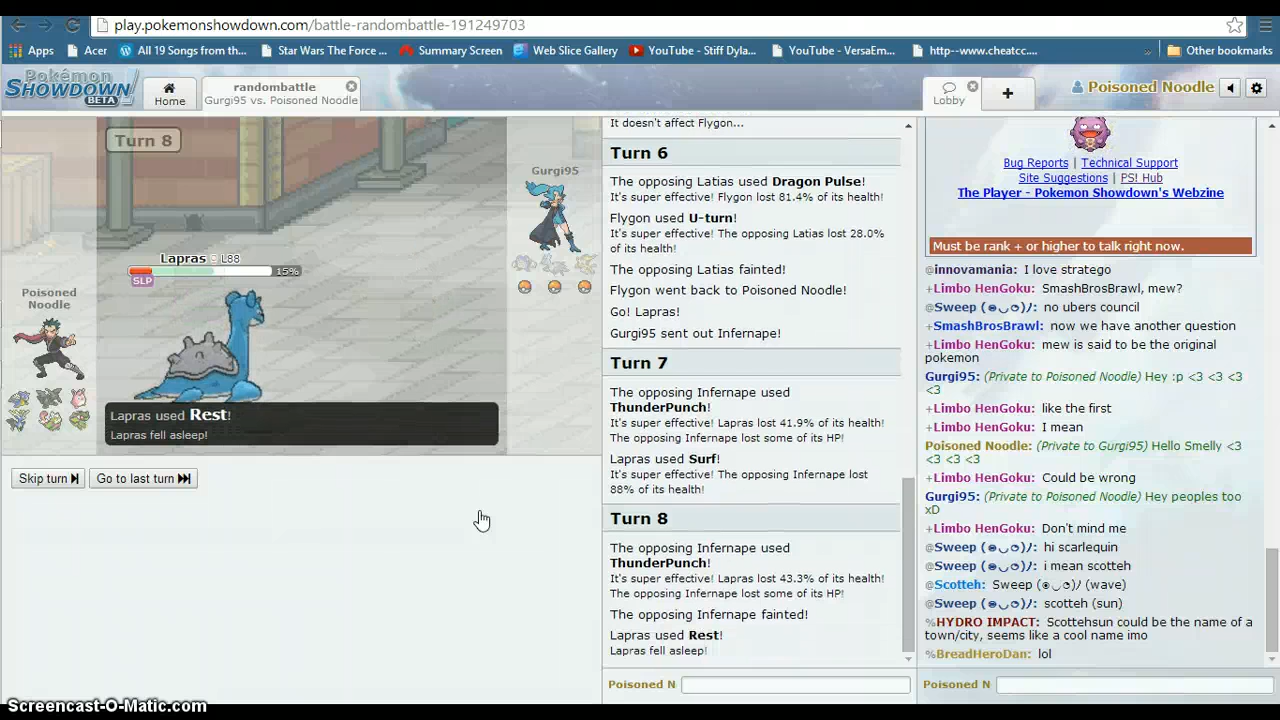 play.pokemonshowdown.com/battle-randombattle-191249703
Apps Acer All 19 Songs from th... Star Wars The Force ... Summary Screen Web Slice Gallery YouTube - Stiff Dyla... YouTube - VersaEm... http--www.cheatcc.... » Other bookmarks
Pokémon
SHOWDOWN
BETA
Home
randombattle
Gurgi95 vs. Poisoned Noodle
Lobby
+
Poisoned Noodle
Turn 8
Gurgi95
Lapras L88
15%
SLP
Poisoned
Noodle
Lapras used Rest!
Lapras fell asleep!
Skip turn
Go to last turn
It doesn't affect Flygon...
Turn 6
The opposing Latias used Dragon Pulse!
It's super effective! Flygon lost 81.4% of its health!
Flygon used U-turn!
It's super effective! The opposing Latias lost 28.0%
of its health!
The opposing Latias fainted!
Flygon went back to Poisoned Noodle!
Go! Lapras!
Gurgi95 sent out Infernape!
Turn 7
The opposing Infernape used
ThunderPunch!
It's super effective! Lapras lost 41.9% of its health!
The opposing Infernape lost some of its HP!
Lapras used Surf!
It's super effective! The opposing Infernape lost
88% of its health!
Turn 8
The opposing Infernape used
ThunderPunch!
It's super effective! Lapras lost 43.3% of its health!
The opposing Infernape lost some of its HP!
The opposing Infernape fainted!
Lapras used Rest!
Lapras fell asleep!
Poisoned N
Bug Reports | Technical Support
Site Suggestions | PS! Hub
The Player - Pokemon Showdown's Webzine
Must be rank + or higher to talk right now.
@innovamania: I love stratego
+Limbo HenGoku: SmashBrosBrawl, mew?
@Sweep (๑◡๑)ﾉ: no ubers council
+SmashBrosBrawl: now we have another question
+Limbo HenGoku: mew is said to be the original
pokemon
Gurgi95: (Private to Poisoned Noodle) Hey :p <3 <3 <3
<3
+Limbo HenGoku: like the first
+Limbo HenGoku: I mean
Poisoned Noodle: (Private to Gurgi95) Hello Smelly <3
<3 <3 <3
+Limbo HenGoku: Could be wrong
Gurgi95: (Private to Poisoned Noodle) Hey peoples too
xD
+Limbo HenGoku: Don't mind me
@Sweep (๑◡๑)ﾉ: hi scarlequin
@Sweep (๑◡๑)ﾉ: i mean scotteh
@Scotteh: Sweep (๑◡๑)ﾉ (wave)
@Sweep (๑◡๑)ﾉ: scotteh (sun)
%HYDRO IMPACT: Scottehsun could be the name of a
town/city, seems like a cool name imo
%BreadHeroDan: lol
Poisoned N
Screencast-O-Matic.com